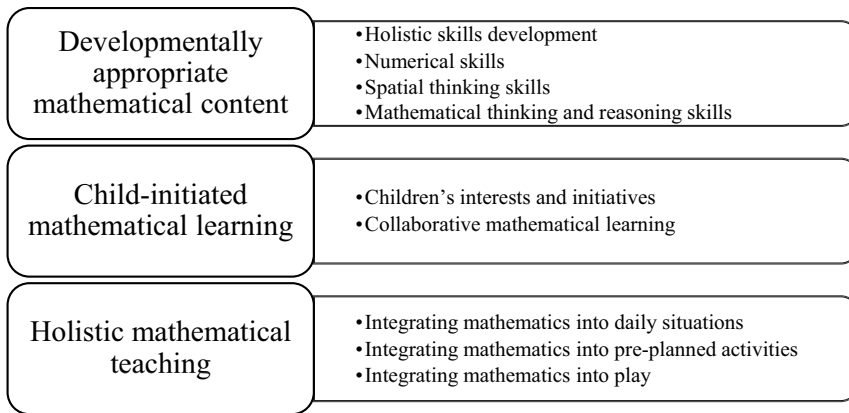 Developmentally
appropriate
mathematical content
•Holistic skills development
•Numerical skills
•Spatial thinking skills
•Mathematical thinking and reasoning skills
Child-initiated
mathematical learning
•Children’s interests and initiatives
•Collaborative mathematical learning
Holistic mathematical
teaching
•Integrating mathematics into daily situations
•Integrating mathematics into pre-planned activities
•Integrating mathematics into play